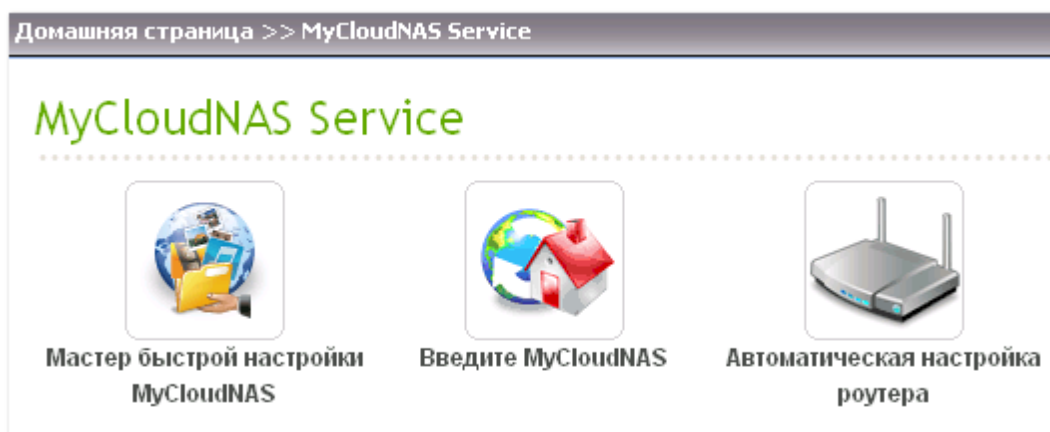 Домашняя страница >> MyCloudNAS Service
MyCloudNAS Service
Мастер быстрой настройки
MyCloudNAS
Введите MyCloudNAS
Автоматическая настройка
роутера